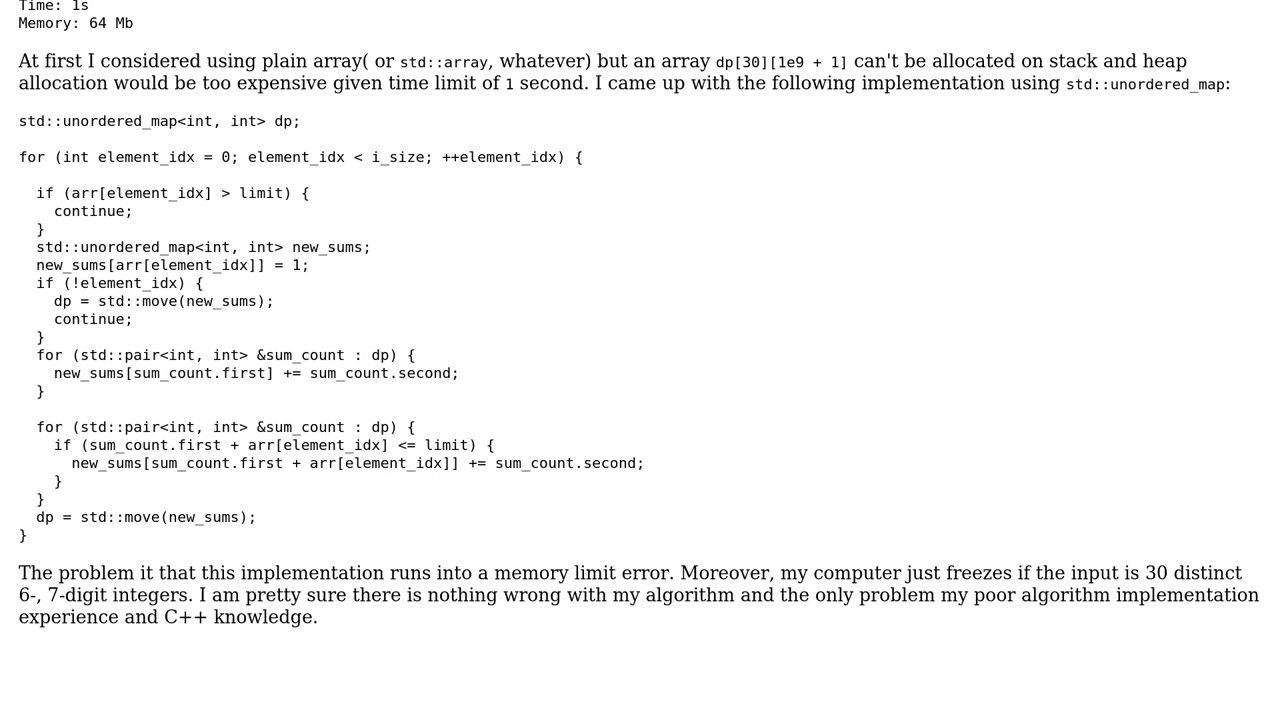 Time: 1s
Memory: 64 Mb
At first I considered using plain array( or std::array, whatever) but an array dp[30][1e9 + 1] can't be allocated on stack and heap
allocation would be too expensive given time limit of 1 second. I came up with the following implementation using std::unordered_map:
std::unordered_map<int, int> dp;
for (int element_idx = 0; element_idx < i_size; ++element_idx) {
  if (arr[element_idx] > limit) {
    continue;
  }
  std::unordered_map<int, int> new_sums;
  new_sums[arr[element_idx]] = 1;
  if (!element_idx) {
    dp = std::move(new_sums);
    continue;
  }
  for (std::pair<int, int> &sum_count : dp) {
    new_sums[sum_count.first] += sum_count.second;
  }
  for (std::pair<int, int> &sum_count : dp) {
    if (sum_count.first + arr[element_idx] <= limit) {
      new_sums[sum_count.first + arr[element_idx]] += sum_count.second;
    }
  }
  dp = std::move(new_sums);
}
The problem it that this implementation runs into a memory limit error. Moreover, my computer just freezes if the input is 30 distinct
6-, 7-digit integers. I am pretty sure there is nothing wrong with my algorithm and the only problem my poor algorithm implementation
experience and C++ knowledge.